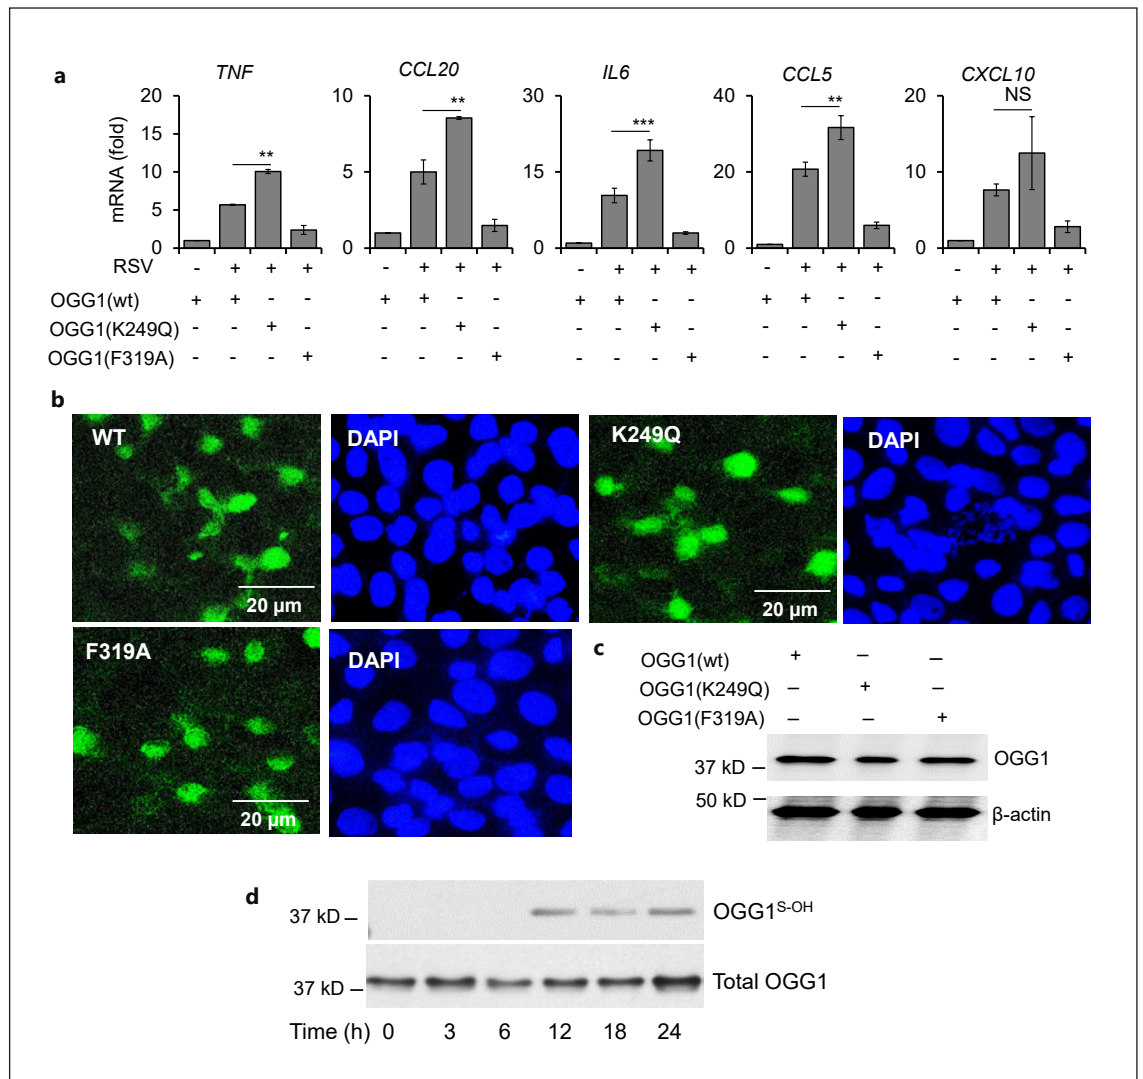 a
TNF CCL20 IL6 CCL5 CXCL10
20 10 30 40 20
** ** *** ** NS
15 15
10 5 15 20 10
5 5
0 0 0 0 0
mRNA (fold)
RSV - + + + - + + + - + + + - + + + - + + +
OGG1(wt) + + - - + + - - + + - - + + - - + + - -
OGG1(K249Q) - - + - - - + - - - + - - - + - - - + -
OGG1(F319A) - - - + - - - + - - - + - - - + - - - +
b
WT DAPI K249Q DAPI
20 µm 20 µm
F319A DAPI
20 µm
c
OGG1(wt) + – –
OGG1(K249Q) – + –
OGG1(F319A) – – +
37 kD – OGG1
50 kD – β-actin
d
37 kD – OGG1S-OH
37 kD – Total OGG1
Time (h) 0 3 6 12 18 24